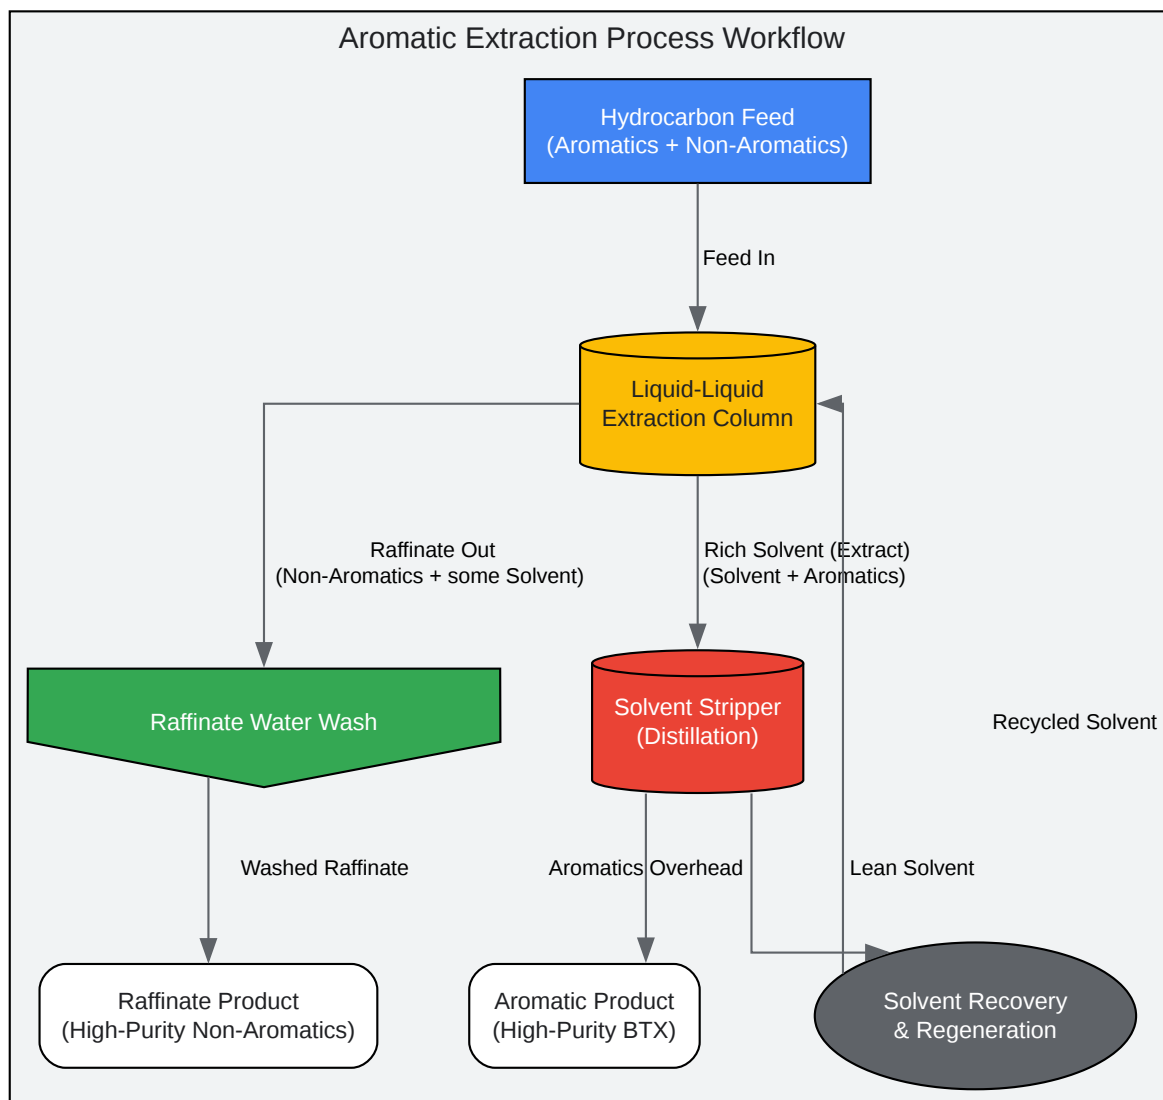 Aromatic Extraction Process Workflow
Hydrocarbon Feed
(Aromatics + Non-Aromatics)
Feed In
Liquid-Liquid
Extraction Column
Raffinate Out
(Non-Aromatics + some Solvent)
Rich Solvent (Extract)
(Solvent + Aromatics)
Raffinate Water Wash
Solvent Stripper
(Distillation)
Recycled Solvent
Washed Raffinate
Aromatics Overhead
Lean Solvent
Raffinate Product
(High-Purity Non-Aromatics)
Aromatic Product
(High-Purity BTX)
Solvent Recovery
& Regeneration